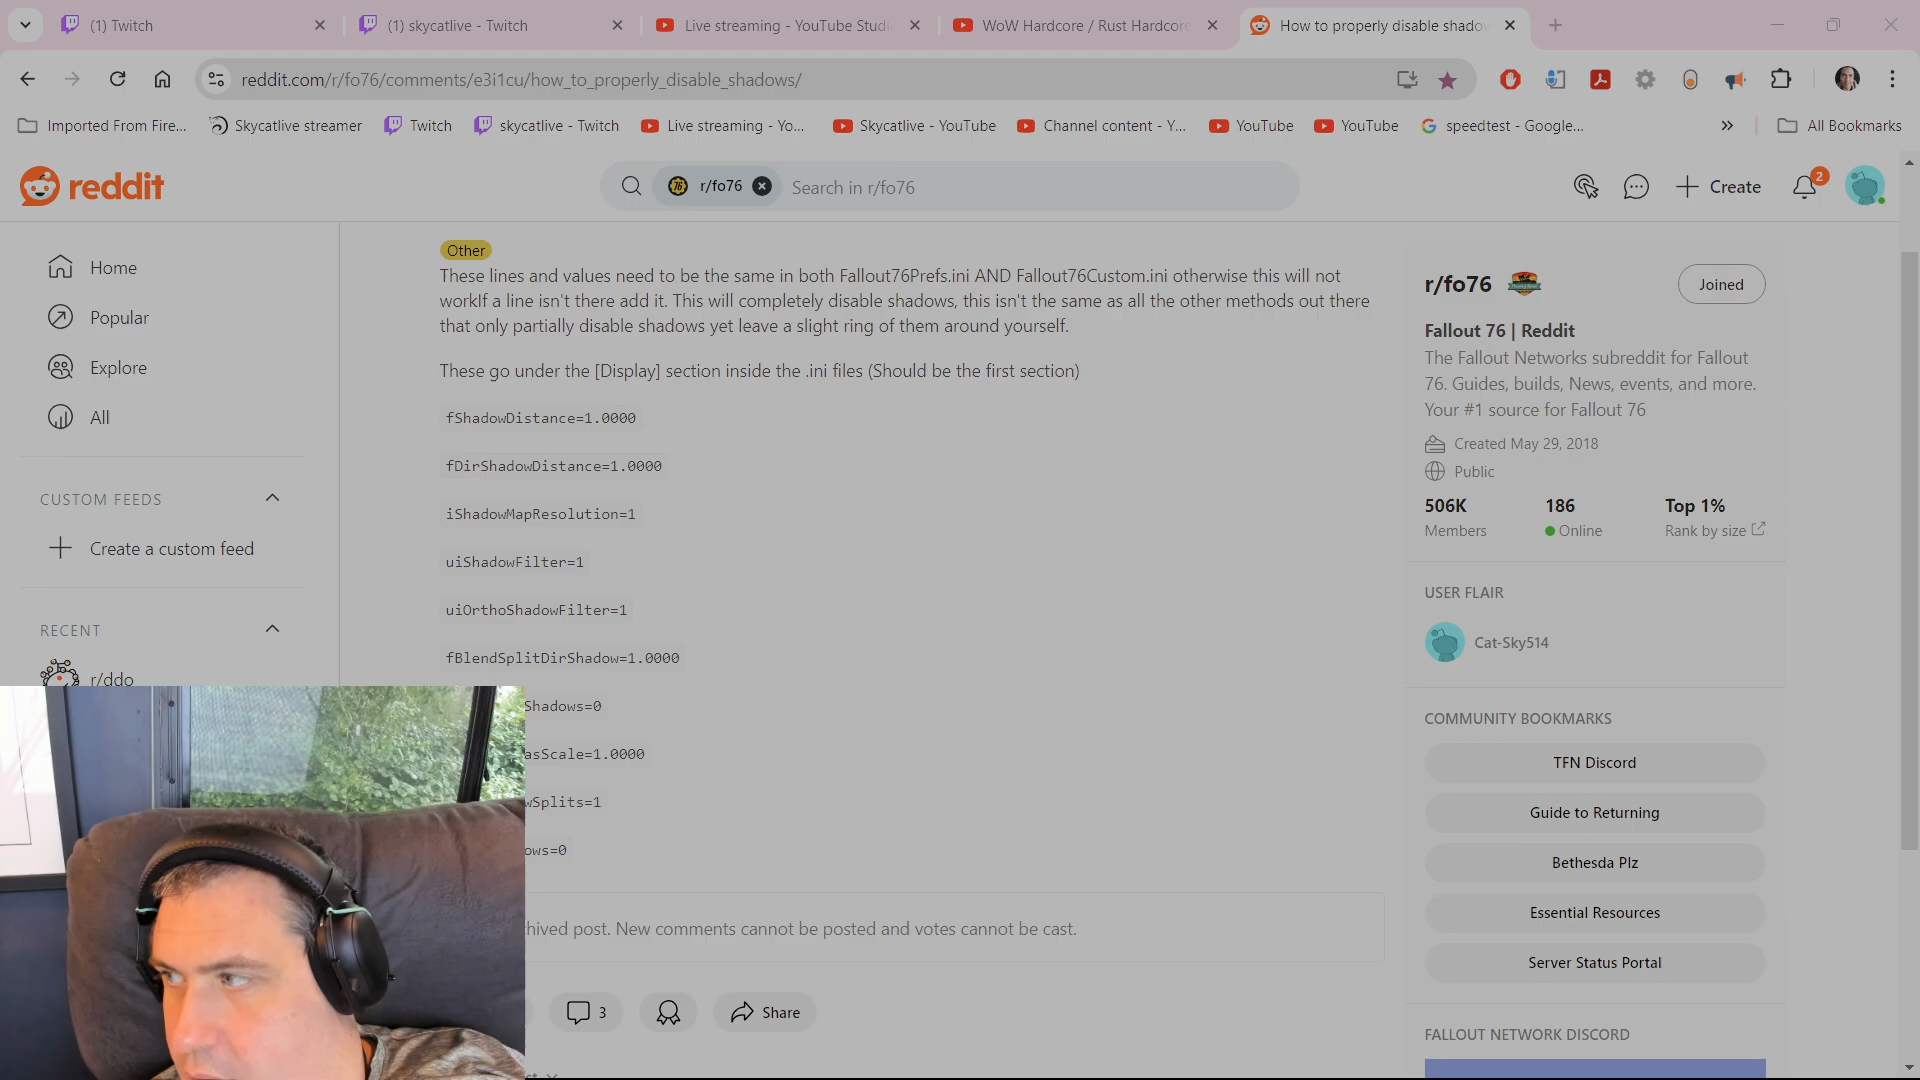 (1) Twitch
(1) skycatlive - Twitch
Live streaming - YouTube Studi
WoW Hardcore / Rust Hardcore
How to properly disable shado
reddit.com/r/fo76/comments/e3i1cu/how_to_properly_disable_shadows/
Imported From Fire...
Skycatlive streamer
Twitch
skycatlive - Twitch
Live streaming - Yo...
Skycatlive - YouTube
Channel content - Y...
YouTube
YouTube
speedtest - Google...
All Bookmarks
reddit
r/fo76
Search in r/fo76
Create
2
Home
Popular
Explore
All
CUSTOM FEEDS
Create a custom feed
RECENT
r/ddo
Other
These lines and values need to be the same in both Fallout76Prefs.ini AND Fallout76Custom.ini otherwise this will not
workIf a line isn't there add it. This will completely disable shadows, this isn't the same as all the other methods out there
that only partially disable shadows yet leave a slight ring of them around yourself.
These go under the [Display] section inside the .ini files (Should be the first section)
fShadowDistance=1.0000
fDirShadowDistance=1.0000
iShadowMapResolution=1
uiShadowFilter=1
uiOrthoShadowFilter=1
fBlendSplitDirShadow=1.0000
Shadows=0
asScale=1.0000
wSplits=1
ows=0
hived post. New comments cannot be posted and votes cannot be cast.
3
Share
r/fo76
Joined
Fallout 76 | Reddit
The Fallout Networks subreddit for Fallout
76. Guides, builds, News, events, and more.
Your #1 source for Fallout 76
Created May 29, 2018
Public
506K
Members
186
Online
Top 1%
Rank by size
USER FLAIR
Cat-Sky514
COMMUNITY BOOKMARKS
TFN Discord
Guide to Returning
Bethesda Plz
Essential Resources
Server Status Portal
FALLOUT NETWORK DISCORD